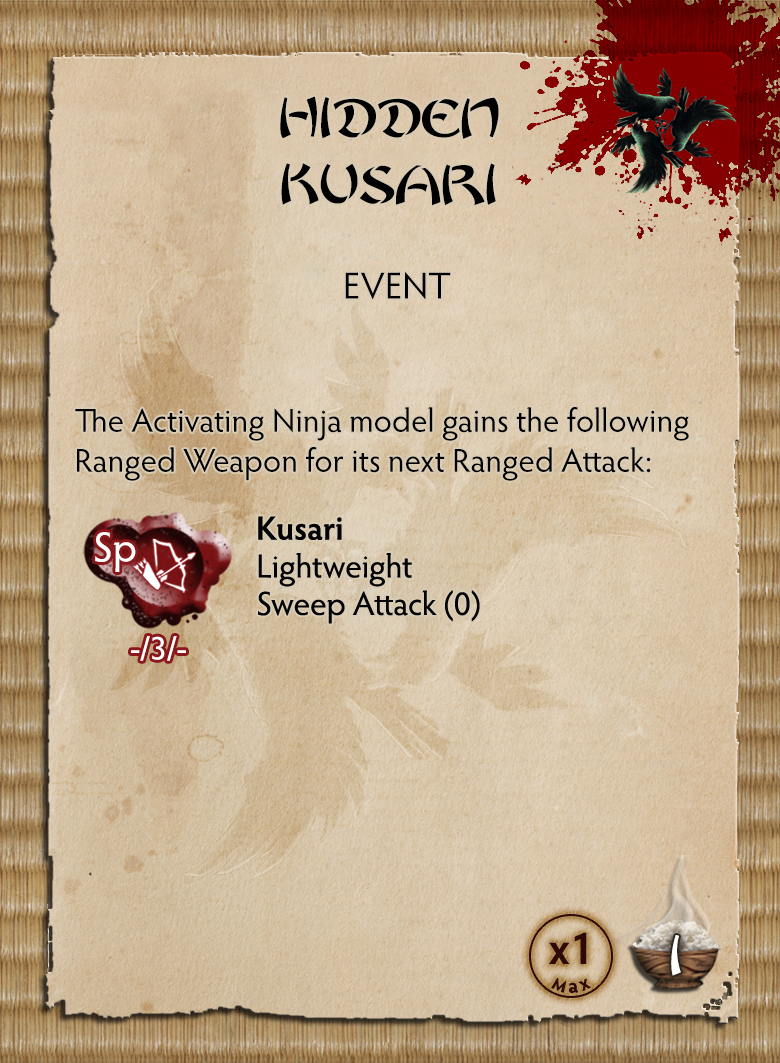 HIDDEN
KUSARI
EVENT
The Activating Ninja model gains the following
Ranged Weapon for its next Ranged Attack:
Sp
-/3/-
Kusari
Lightweight
Sweep Attack (0)
x1
Max
1